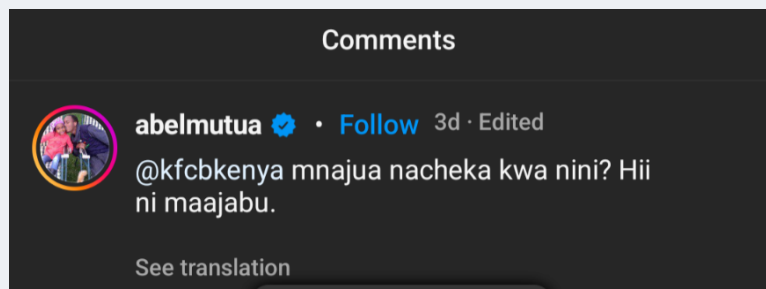 Comments
abelmutua • Follow 3d · Edited
@kfcbkenya mnajua nacheka kwa nini? Hii
ni maajabu.
See translation